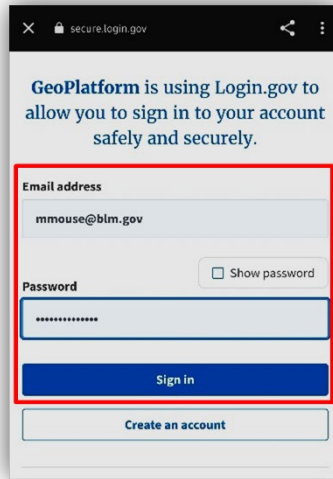 secure.login.gov
GeoPlatform is using Login.gov to
allow you to sign in to your account
safely and securely.
Email address
mmouse@blm.gov
Show password
Password
••••••••••••••
Sign in
Create an account